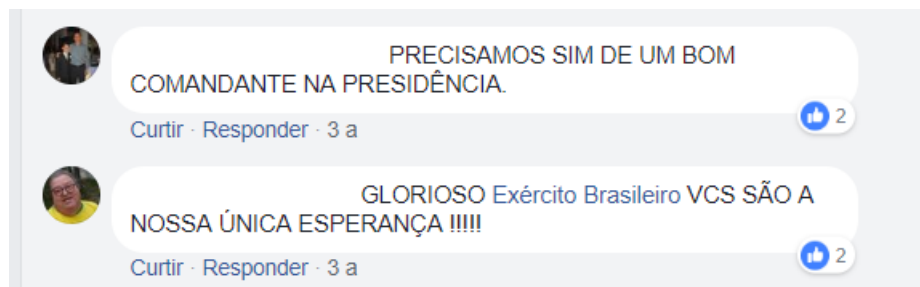 PRECISAMOS SIM DE UM BOM
COMANDANTE NA PRESIDÊNCIA.
2
Curtir · Responder · 3 a
GLORIOSO Exército Brasileiro VCS SÃO A
NOSSA ÚNICA ESPERANÇA !!!!!
2
Curtir · Responder · 3 a